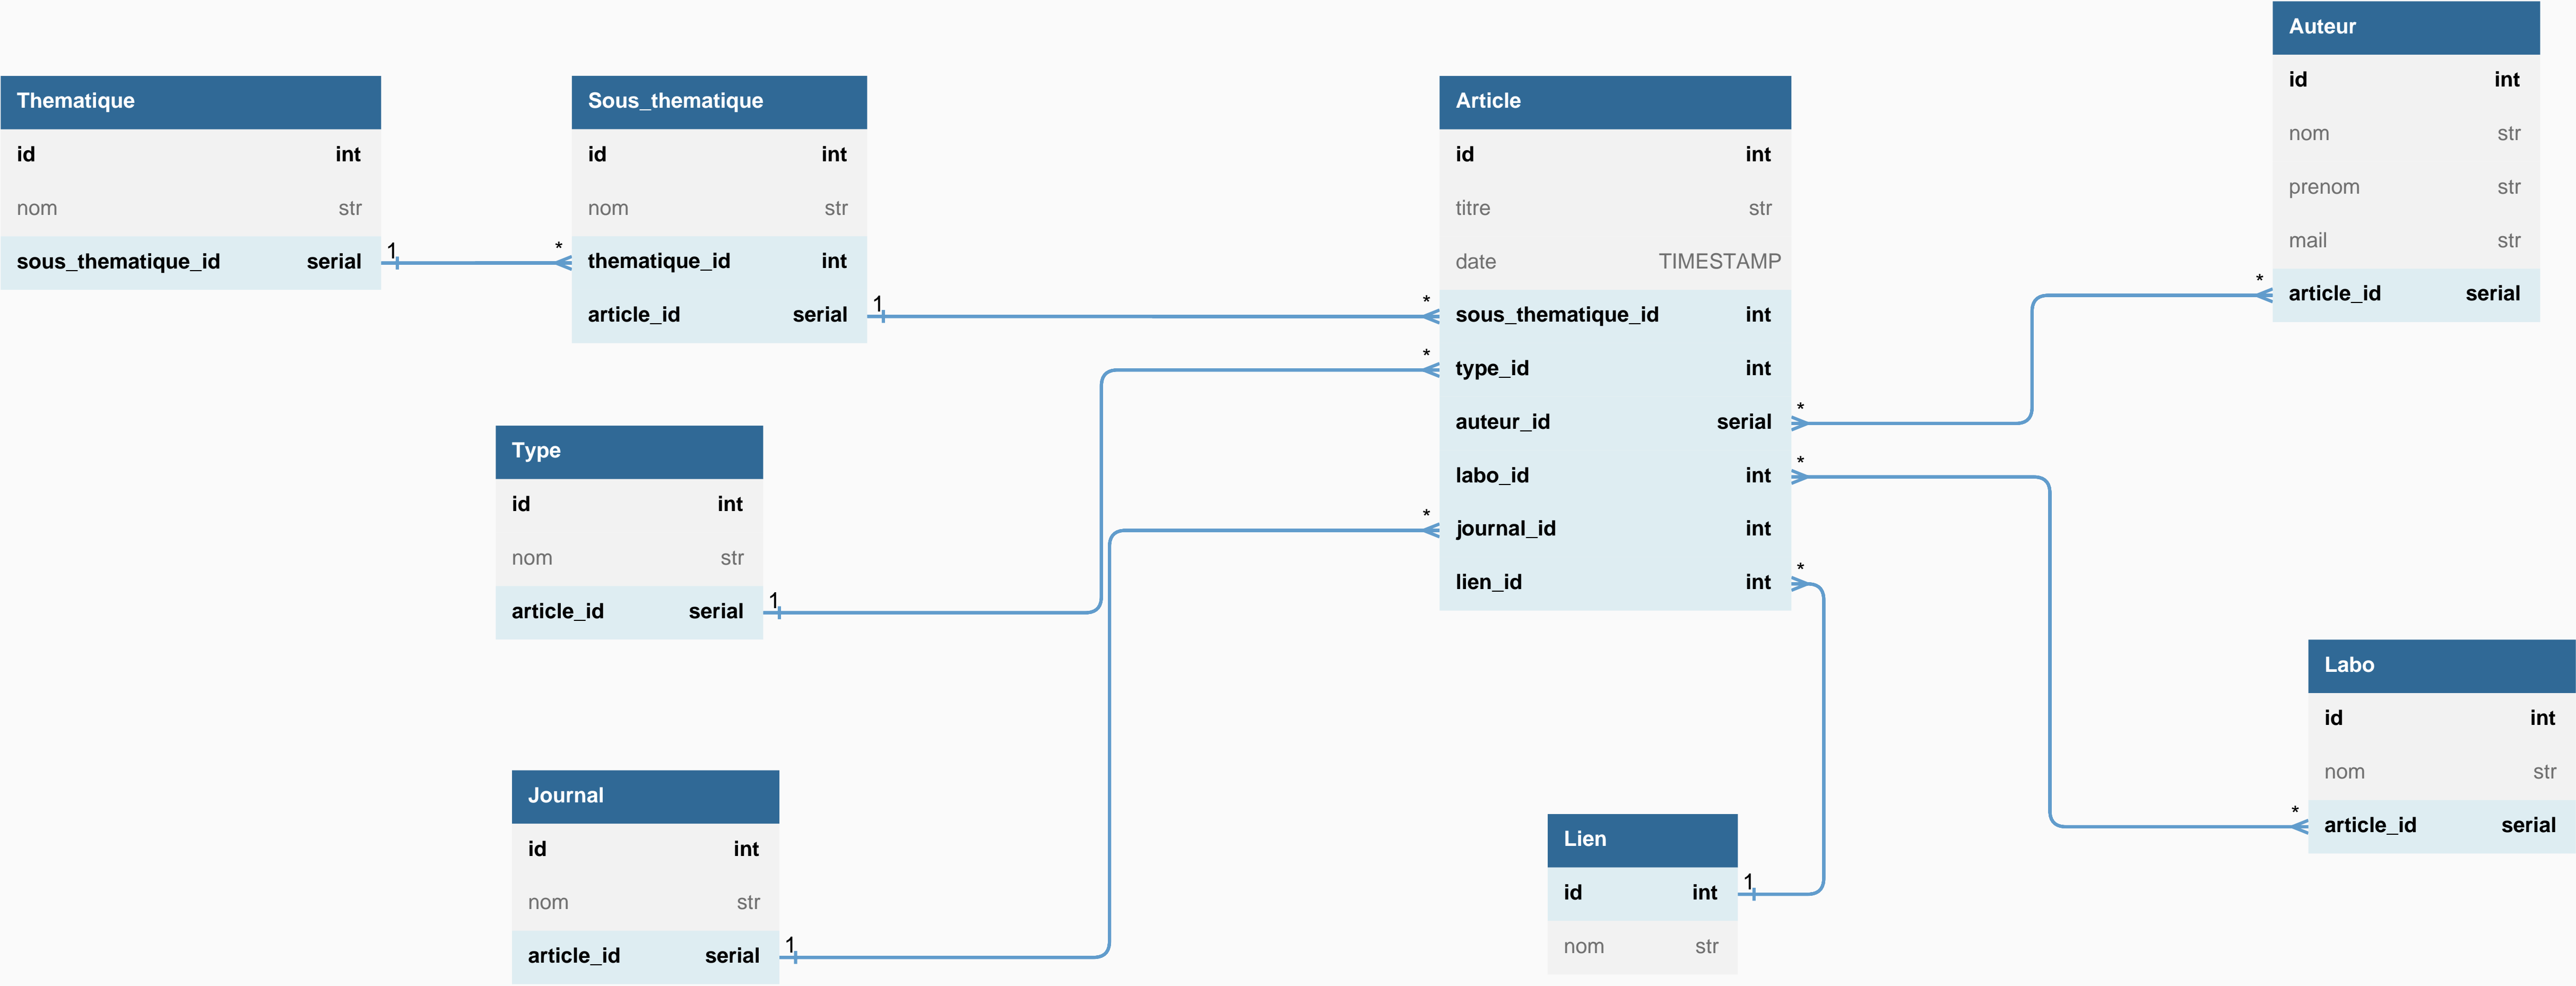 Thematique
id int
nom str
sous_thematique_id serial
1
*
Sous_thematique
id int
nom str
thematique_id int
article_id serial
1
*
Type
id int
nom str
article_id serial
1
*
Journal
id int
nom str
article_id serial
1
*
Article
id int
titre str
date TIMESTAMP
sous_thematique_id int
type_id int
auteur_id serial
labo_id int
journal_id int
lien_id int
*
*
*
Lien
id int
nom str
1
Auteur
id int
nom str
prenom str
mail str
article_id serial
*
Labo
id int
nom str
article_id serial
*